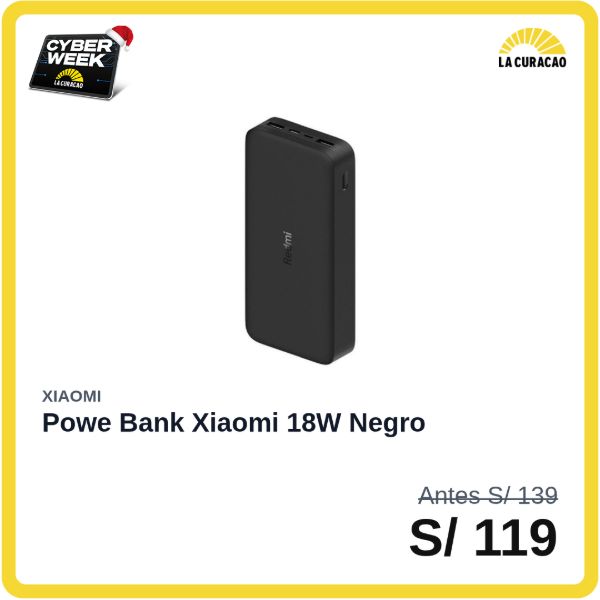 CYBER
WEEK
LA CURACAO
LA CURACAO
Redmi
XIAOMI
Powe Bank Xiaomi 18W Negro
Antes S/ 139
S/ 119